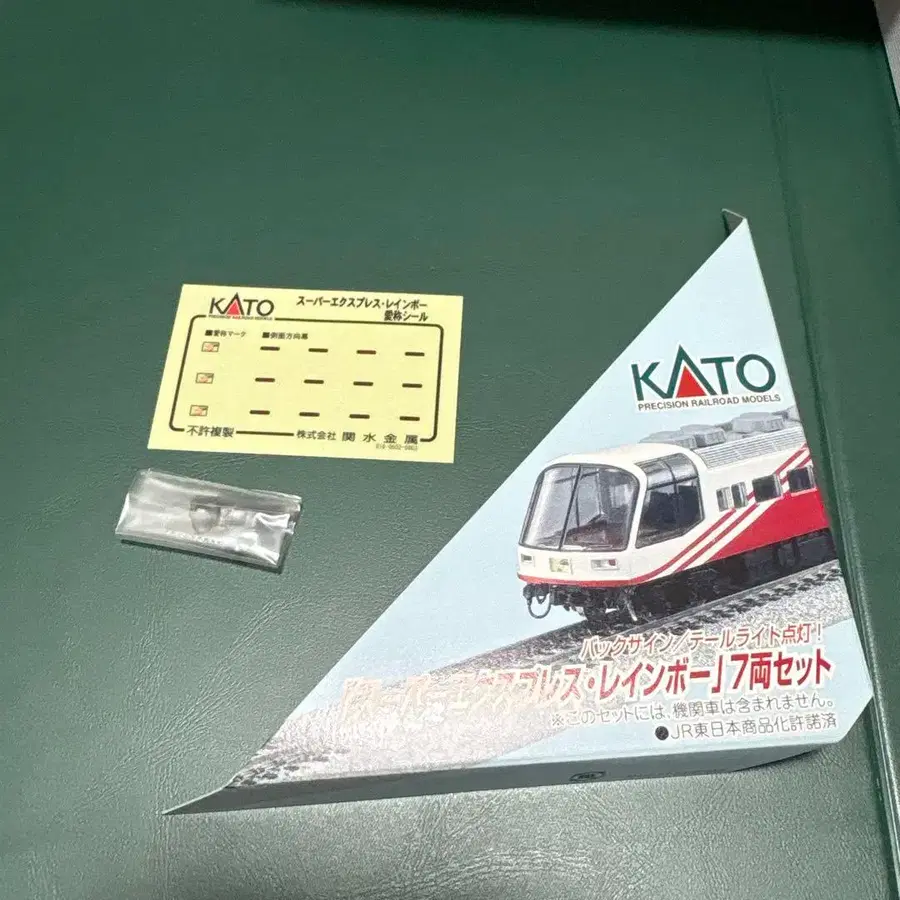 KATO
PRECISION RAILROAD MODELS
スーパーエクスプレス・レインボー
愛称シール
■愛称マーク ■側面方向幕
不許複製
株式会社 関水金属
KATO
PRECISION RAILROAD MODELS
バックサイン/テールライト点灯!
「スーパーエクスプレス・レインボー」7両セット
※このセットには、機関車は含まれません。
●JR東日本商品化許諾済